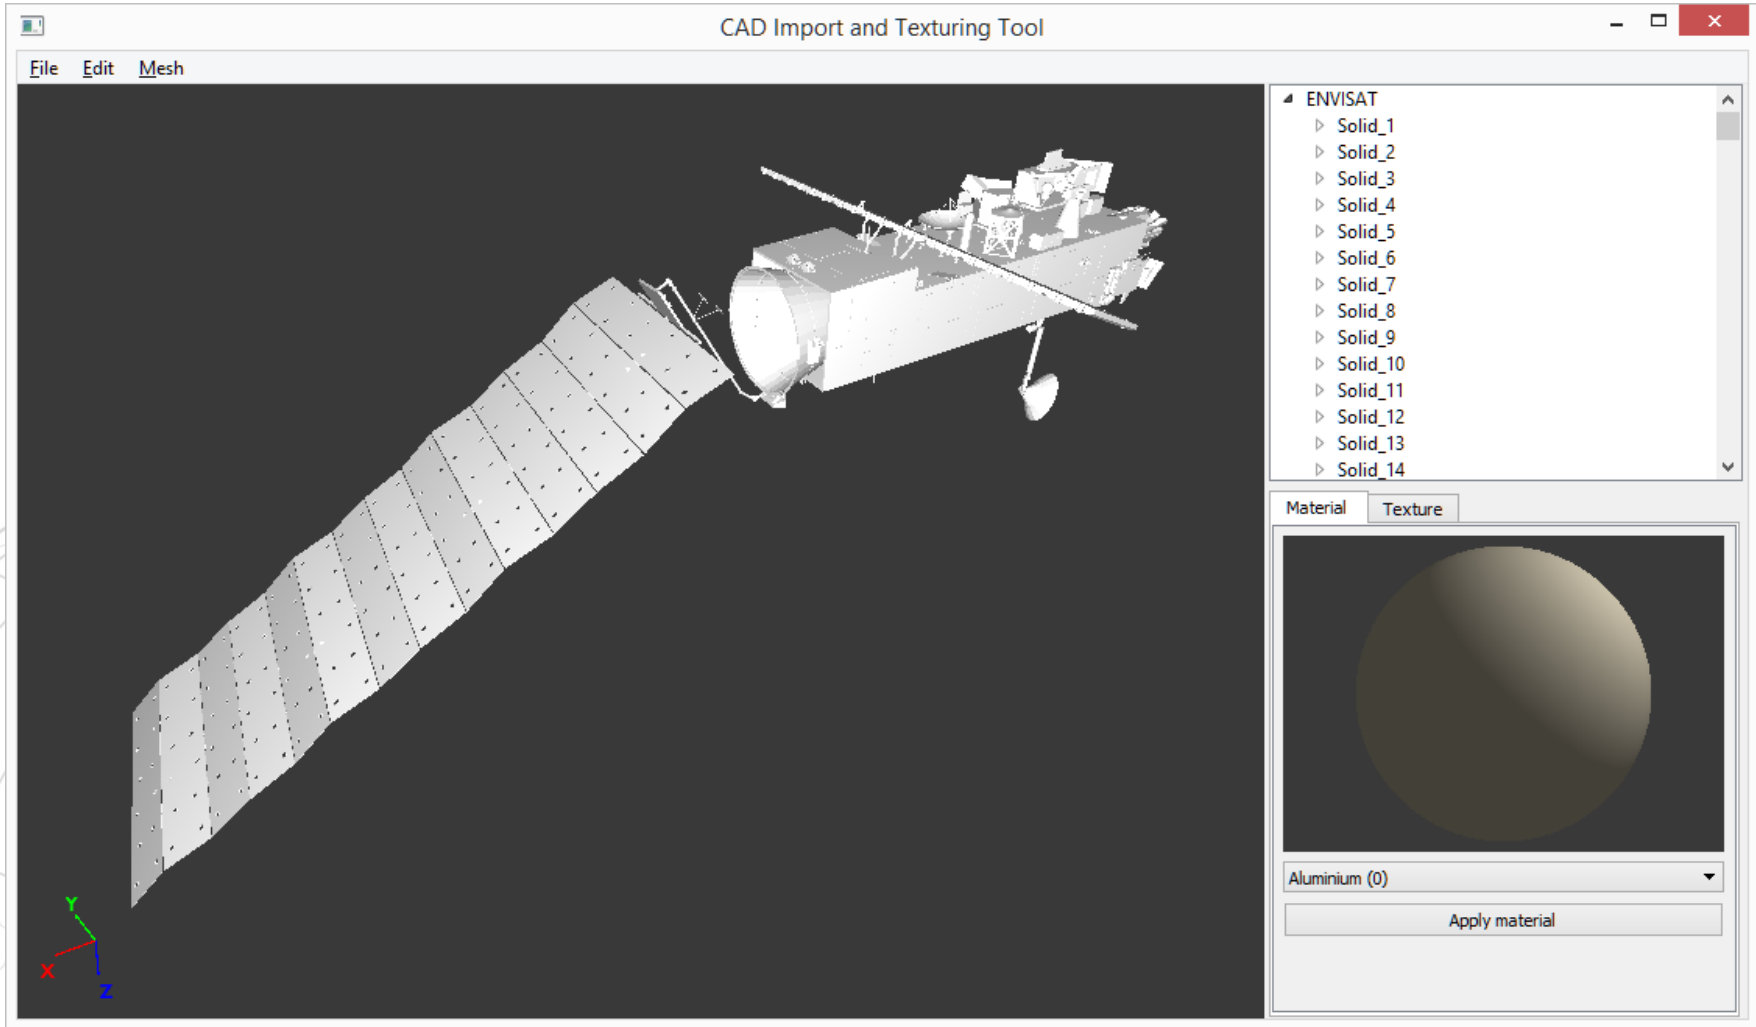 CAD Import and Texturing Tool
File Edit Mesh
ENVISAT
Solid_1
Solid_2
Solid_3
Solid_4
Solid_5
Solid_6
Solid_7
Solid_8
Solid_9
Solid_10
Solid_11
Solid_12
Solid_13
Solid_14
Material Texture
Aluminium (0)
Apply material
Y
X
Z